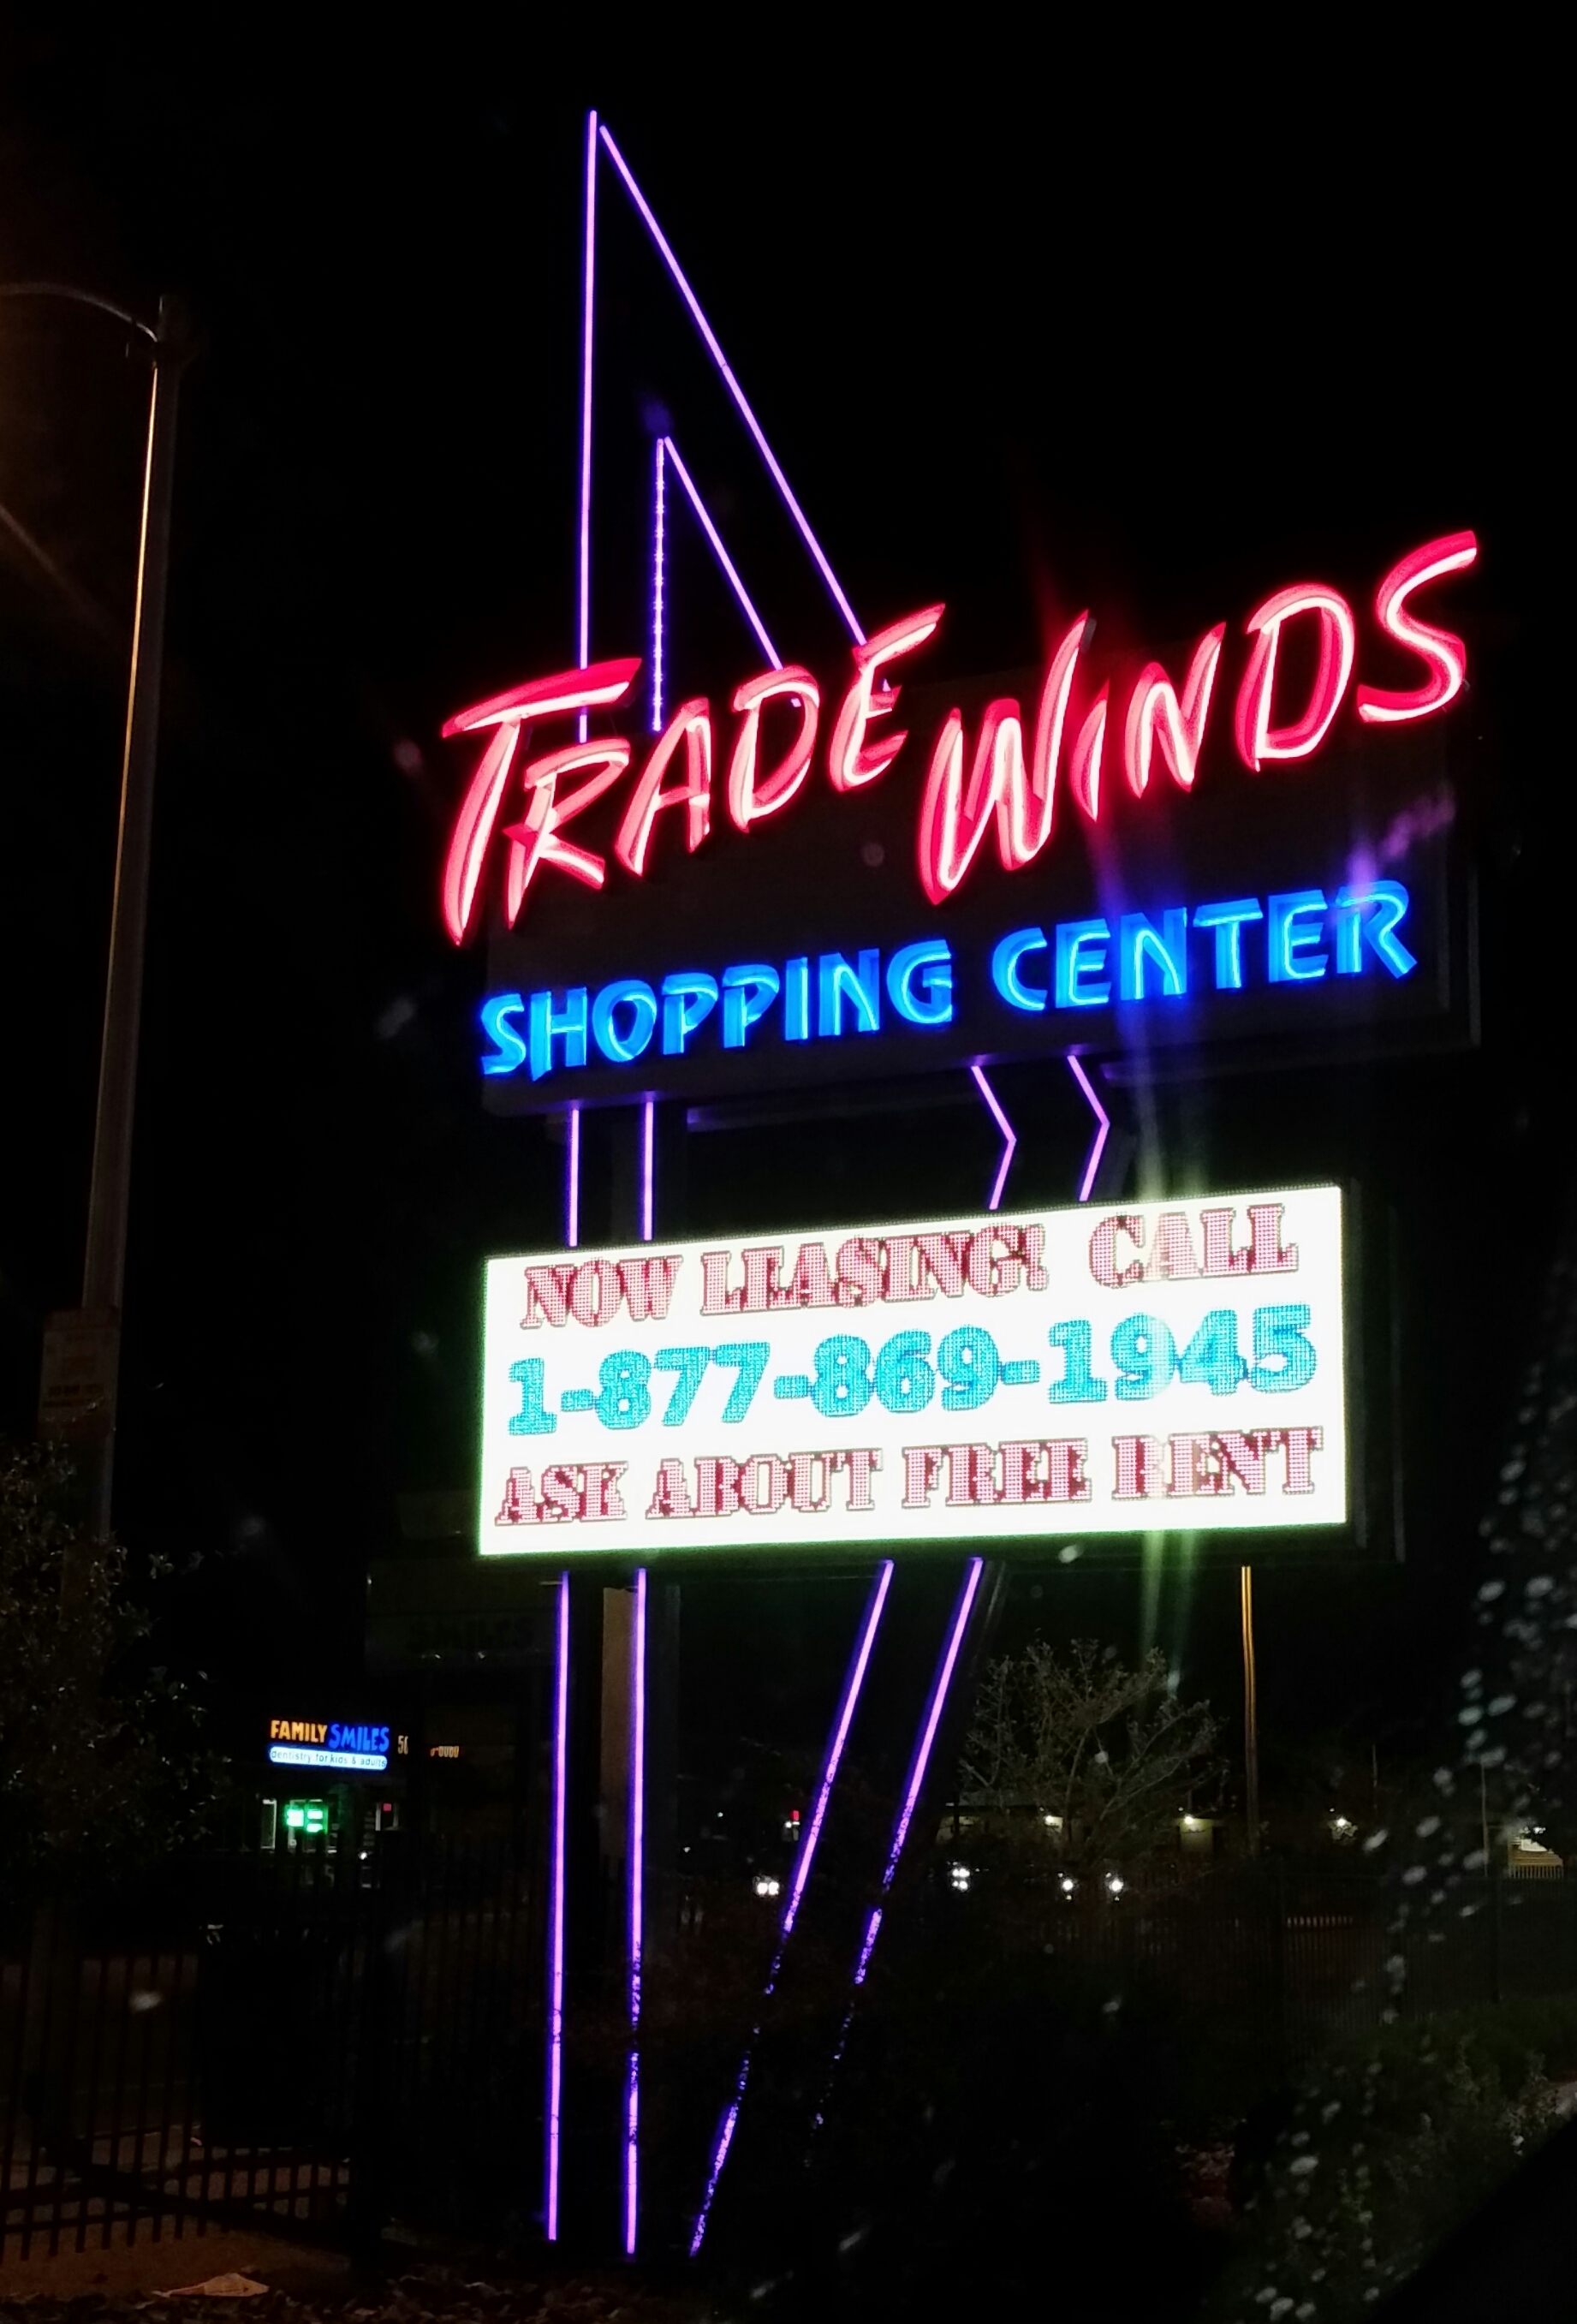 TRADE WINDS
SHOPPING CENTER
NOW LEASING! CALL
1-877-869-1945
ASK ABOUT FREE RENT
SMILES
FAMILY SMILES
dentistry for kids & adults